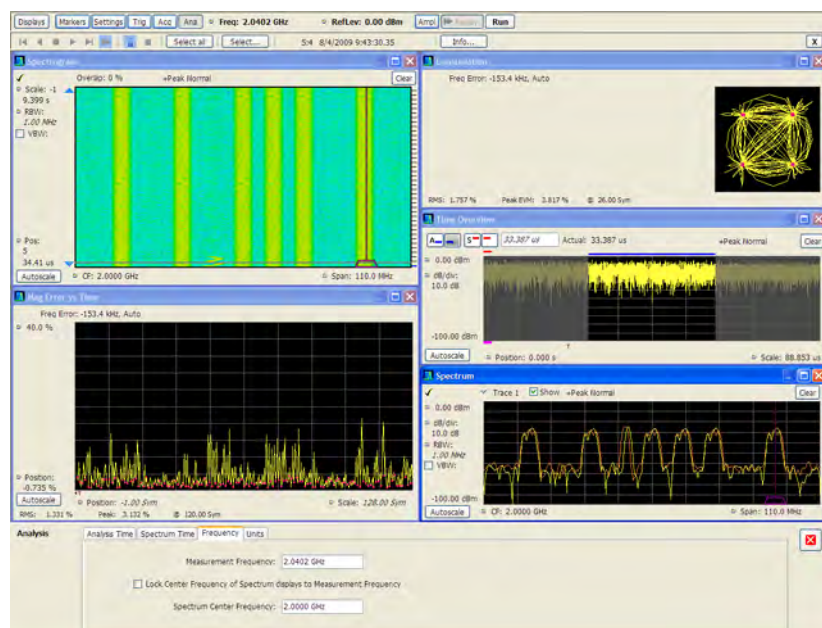 Displays Markers Settings Trig Acq Ana Freq: 2.0402 GHz RefLev: 0.00 dBm Ampl Replay Run
Select all Select... 5:4 8/4/2009 9:43:30.35 Info... X
Spectrogram
Overlap: 0 % +Peak Normal Clear
Scale: -1
9.399 s
RBW:
1.00 MHz
VBW:
Pos:
5
34.41 us
Autoscale CF: 2.0000 GHz Span: 110.0 MHz
Constellation
Freq Error: -153.4 kHz, Auto
RMS: 1.757 % Peak EVM: 3.817 % @ 26.00 Sym
Time Overview
33.387 us Actual: 33.387 us +Peak Normal Clear
0.00 dBm
dB/div:
10.0 dB
-100.00 dBm
Autoscale Position: 0.000 s Scale: 88.853 us
Mag Error vs Time
Freq Error: -153.4 kHz, Auto
40.0 %
Position:
-0.735 %
Autoscale Position: -1.00 Sym Scale: 128.00 Sym
RMS: 1.331 % Peak: 3.132 % @ 120.00 Sym
Spectrum
Trace 1 Show +Peak Normal Clear
0.00 dBm
dB/div:
10.0 dB
RBW:
1.00 MHz
VBW:
-100.00 dBm
Autoscale CF: 2.0000 GHz Span: 110.0 MHz
Analysis
Analysis Time Spectrum Time Frequency Units
Measurement Frequency: 2.0402 GHz
Lock Center Frequency of Spectrum displays to Measurement Frequency
Spectrum Center Frequency: 2.0000 GHz